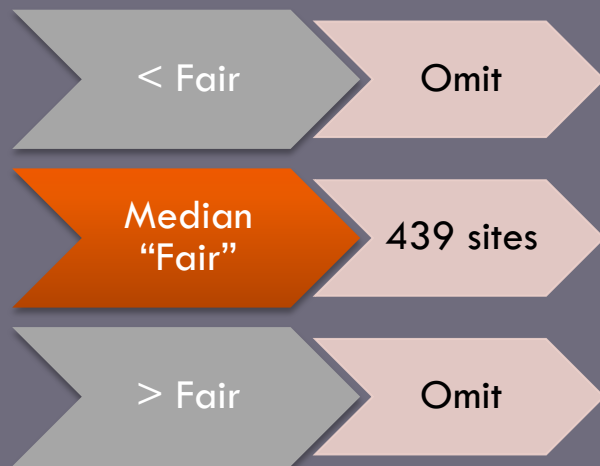 < Fair
Omit
Median
“Fair”
439 sites
> Fair
Omit